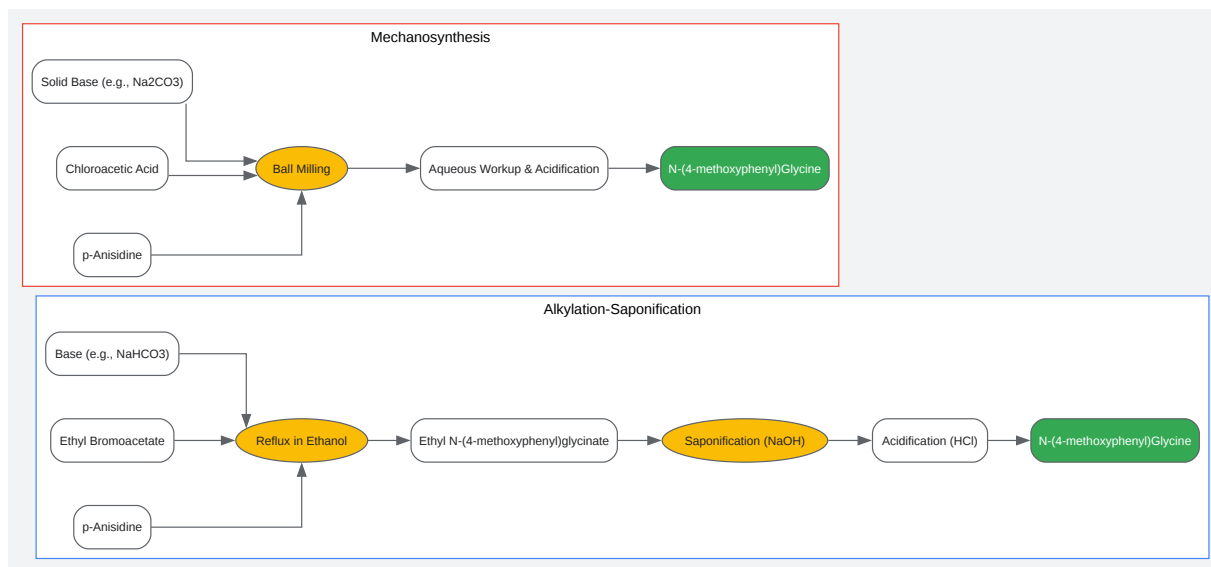 Mechanosynthesis
Solid Base (e.g., Na2CO3)
Chloroacetic Acid
Ball Milling
Aqueous Workup & Acidification
N-(4-methoxyphenyl)Glycine
p-Anisidine
Alkylation-Saponification
Base (e.g., NaHCO3)
Ethyl Bromoacetate
Reflux in Ethanol
Ethyl N-(4-methoxyphenyl)glycinate
Saponification (NaOH)
Acidification (HCl)
N-(4-methoxyphenyl)Glycine
p-Anisidine